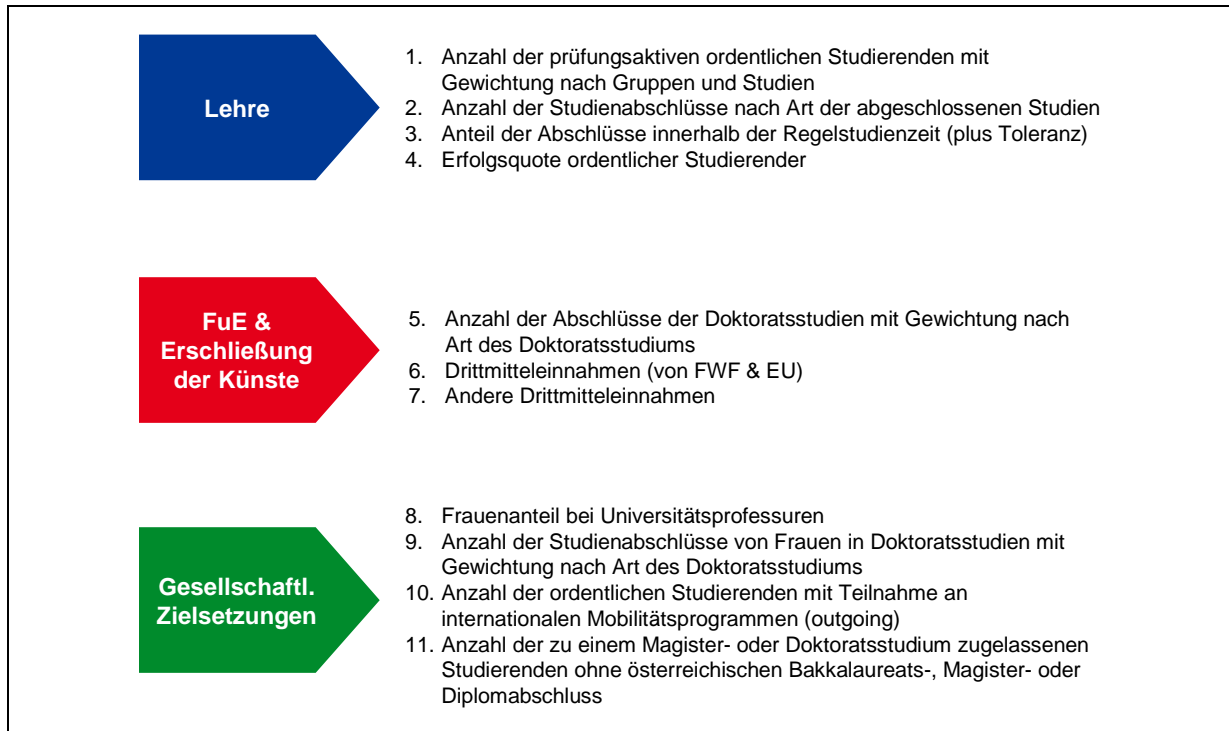 Lehre
1. Anzahl der prüfungsaktiven ordentlichen Studierenden mit
Gewichtung nach Gruppen und Studien
2. Anzahl der Studienabschlüsse nach Art der abgeschlossenen Studien
3. Anteil der Abschlüsse innerhalb der Regelstudienzeit (plus Toleranz)
4. Erfolgsquote ordentlicher Studierender
FuE &
Erschließung
der Künste
5. Anzahl der Abschlüsse der Doktoratsstudien mit Gewichtung nach
Art des Doktoratsstudiums
6. Drittmitteleinnahmen (von FWF & EU)
7. Andere Drittmitteleinnahmen
Gesellschaftl.
Zielsetzungen
8. Frauenanteil bei Universitätsprofessuren
9. Anzahl der Studienabschlüsse von Frauen in Doktoratsstudien mit
Gewichtung nach Art des Doktoratsstudiums
10. Anzahl der ordentlichen Studierenden mit Teilnahme an
internationalen Mobilitätsprogrammen (outgoing)
11. Anzahl der zu einem Magister- oder Doktoratsstudium zugelassenen
Studierenden ohne österreichischen Bakkalaureats-, Magister- oder
Diplomabschluss